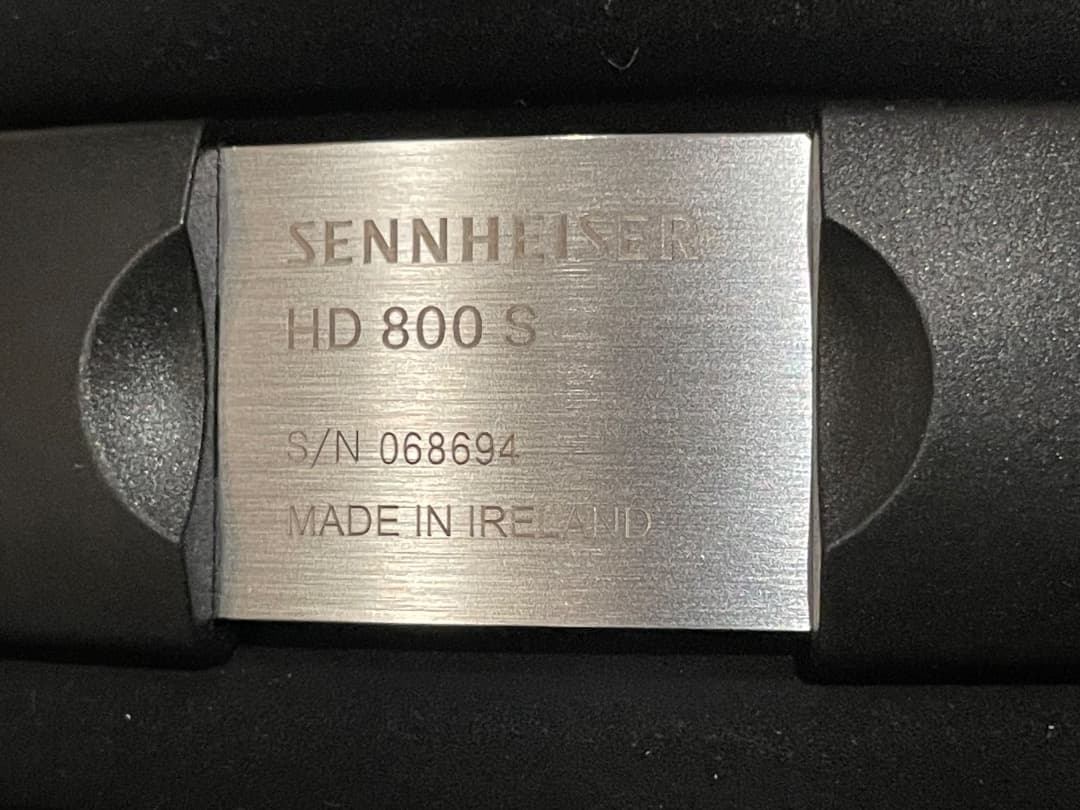 SENNHEISER
HD 800 S
S/N 068694
MADE IN IRELAND